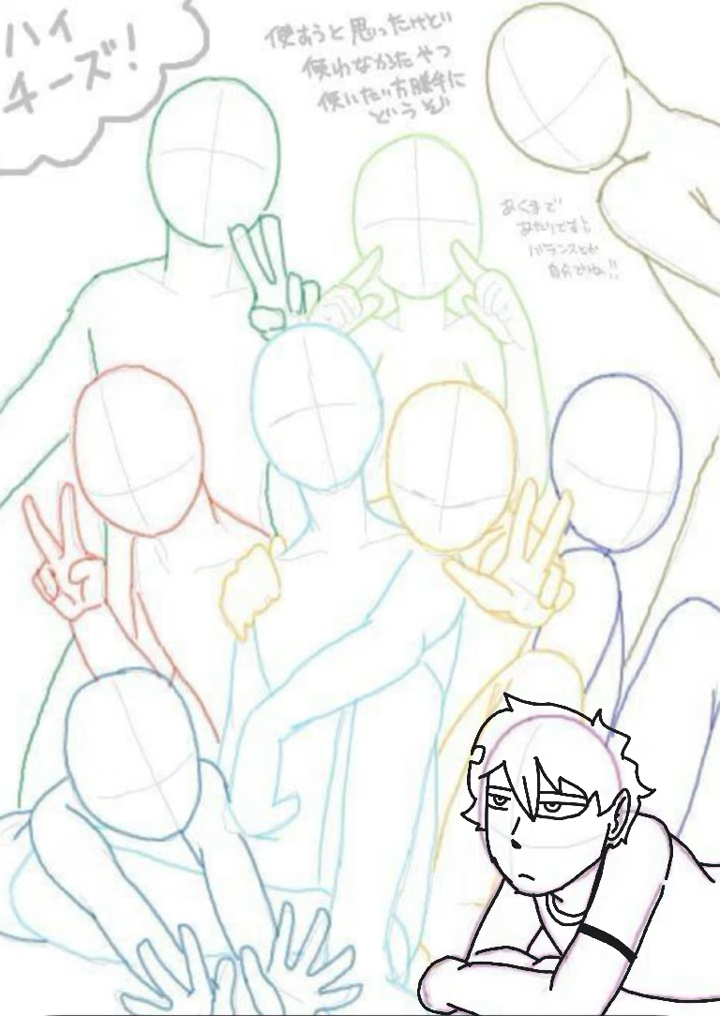 ハイ
チーズ!
使おうと思ったけど
使わなかったやつ
使いたい方勝手に
どうぞ
あくまで
あたりです
バランスとか
自分でね!!